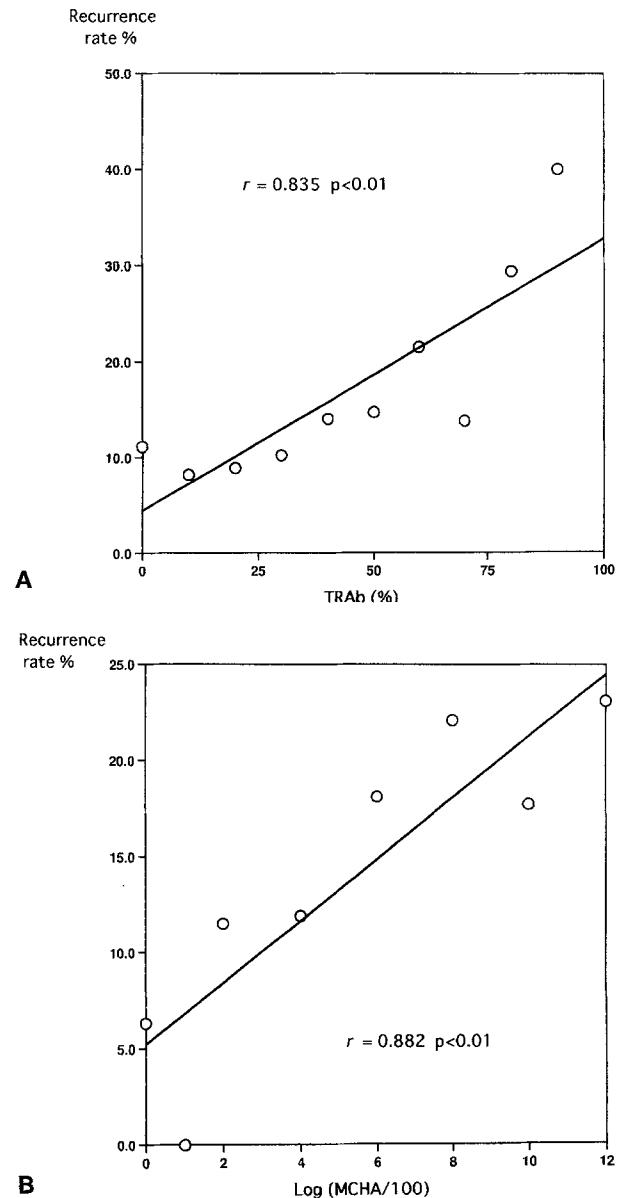 Recurrence
rate %
50.0
40.0
r = 0.835 p<0.01
30.0
20.0
10.0
0.0
0 25 50 75 100
TRAb (%)
A
Recurrence
rate %
25.0
20.0
15.0
10.0
r = 0.882 p<0.01
5.0
0.0
0 2 4 6 8 10 12
Log (MCHA/100)
B